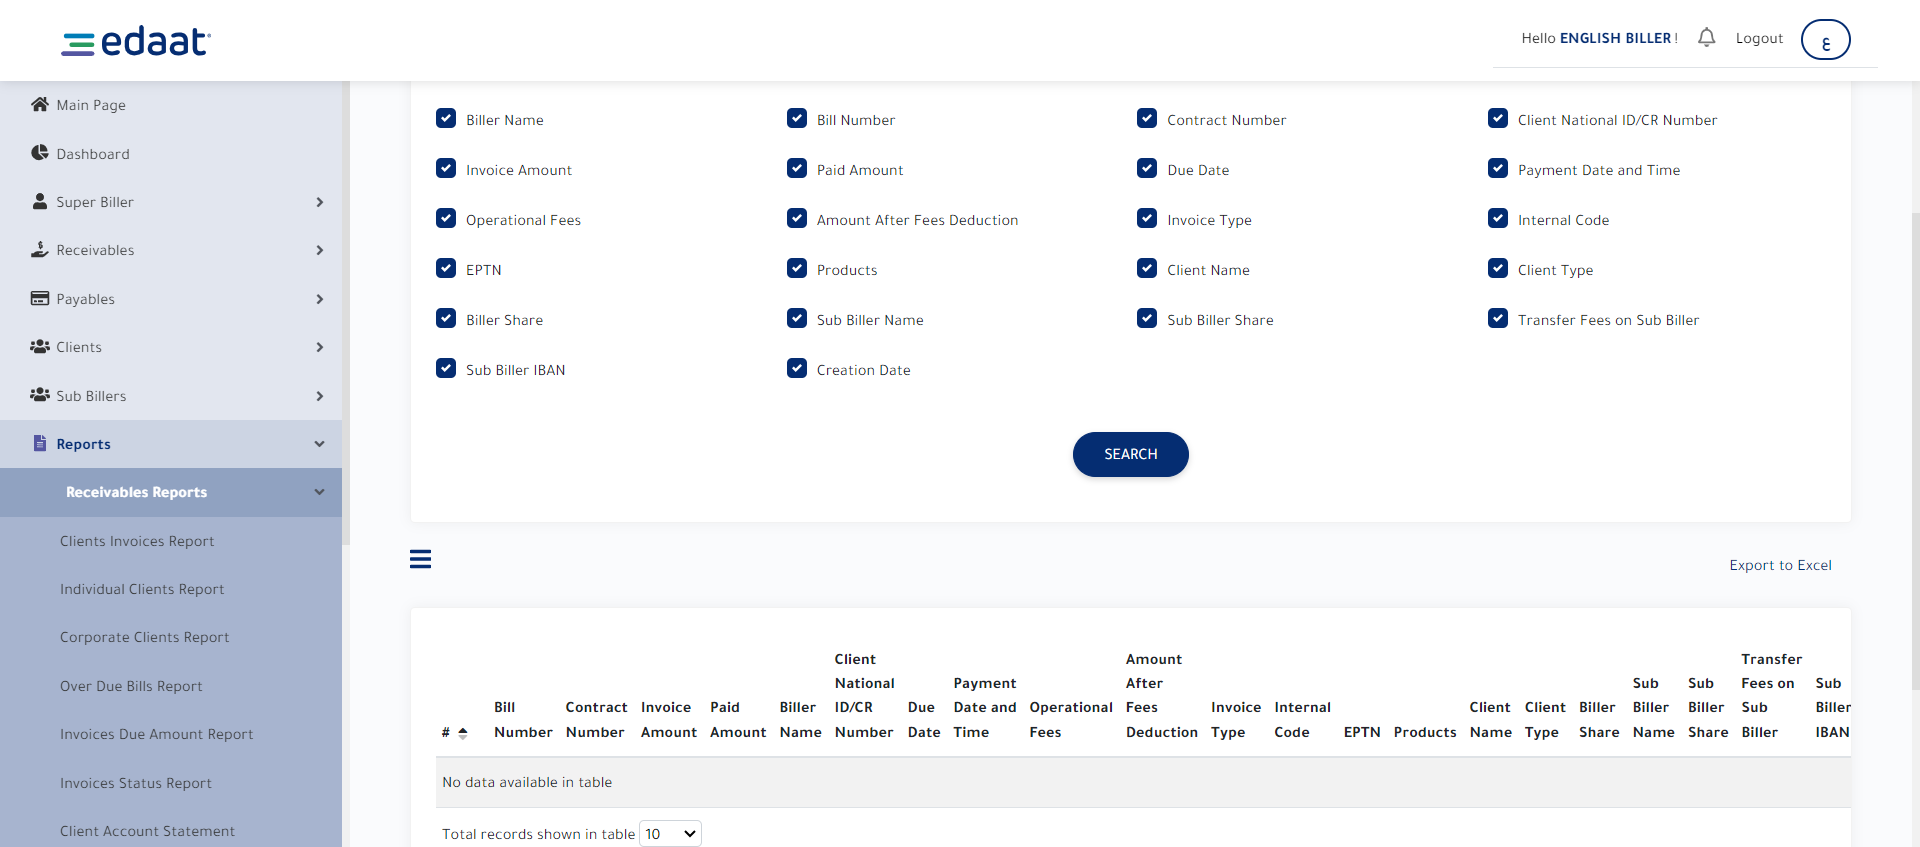 edaat
Hello ENGLISH BILLER !
Logout
ع
Main Page
Dashboard
Super Biller
Receivables
Payables
Clients
Sub Billers
Reports
Receivables Reports
Clients Invoices Report
Individual Clients Report
Corporate Clients Report
Over Due Bills Report
Invoices Due Amount Report
Invoices Status Report
Client Account Statement
Biller Name
Bill Number
Contract Number
Client National ID/CR Number
Invoice Amount
Paid Amount
Due Date
Payment Date and Time
Operational Fees
Amount After Fees Deduction
Invoice Type
Internal Code
EPTN
Products
Client Name
Client Type
Biller Share
Sub Biller Name
Sub Biller Share
Transfer Fees on Sub Biller
Sub Biller IBAN
Creation Date
SEARCH
Export to Excel
#
Bill
Number
Contract
Number
Invoice
Amount
Paid
Amount
Biller
Name
Client
National
ID/CR
Number
Due
Date
Payment
Date and
Time
Operational
Fees
Amount
After
Fees
Deduction
Invoice
Type
Internal
Code
EPTN
Products
Client
Name
Client
Type
Biller
Share
Sub
Biller
Name
Sub
Biller
Share
Transfer
Fees on
Sub
Biller
Sub
Biller
IBAN
No data available in table
Total records shown in table 10